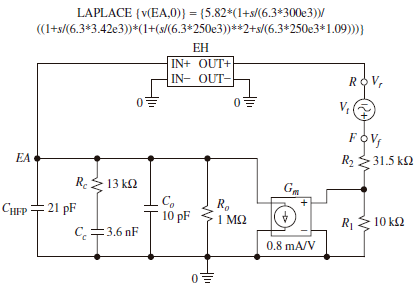 LAPLACE {v(EA,0)} = {5.82*(1+s/(6.3*300e3))/
((1+s/(6.3*3.42e3))*(1+(s/(6.3*250e3))**2+s/(6.3*250e3*1.09)))}
EH
IN+ OUT+
IN− OUT−
0
0
R
Vr
Vt
+
F
Vf
EA
R2
31.5 kΩ
Rc
13 kΩ
Gm
CHFP
21 pF
Co
10 pF
Ro
1 MΩ
+
−
R1
10 kΩ
Cc
3.6 nF
0.8 mA/V
0